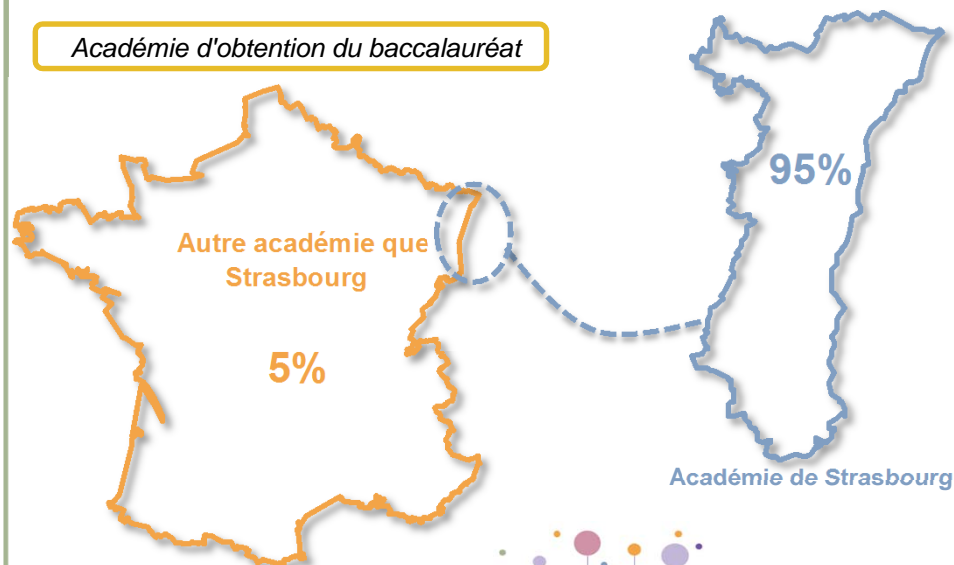 Académie d'obtention du baccalauréat
95%
Autre académie que
Strasbourg
5%
Académie de Strasbourg